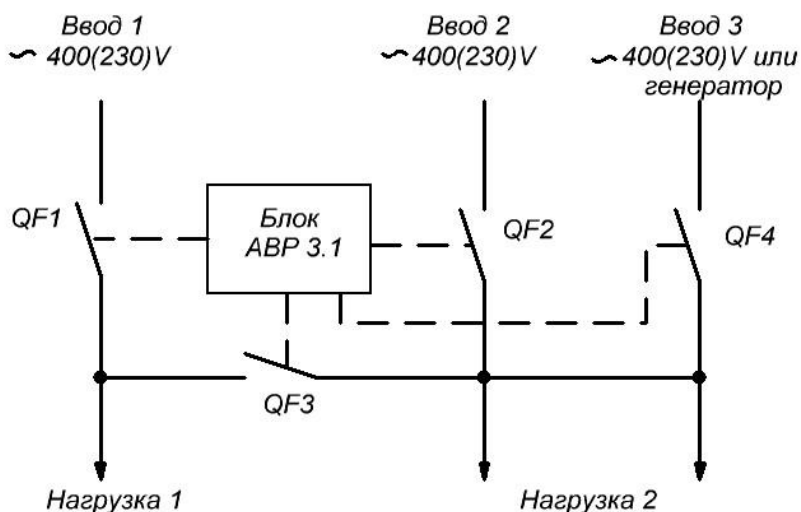 Ввод 1
~ 400(230)V
Ввод 2
~ 400(230)V
Ввод 3
~ 400(230)V или
генератор
QF1
Блок
АВР 3.1
QF2
QF4
QF3
Нагрузка 1
Нагрузка 2